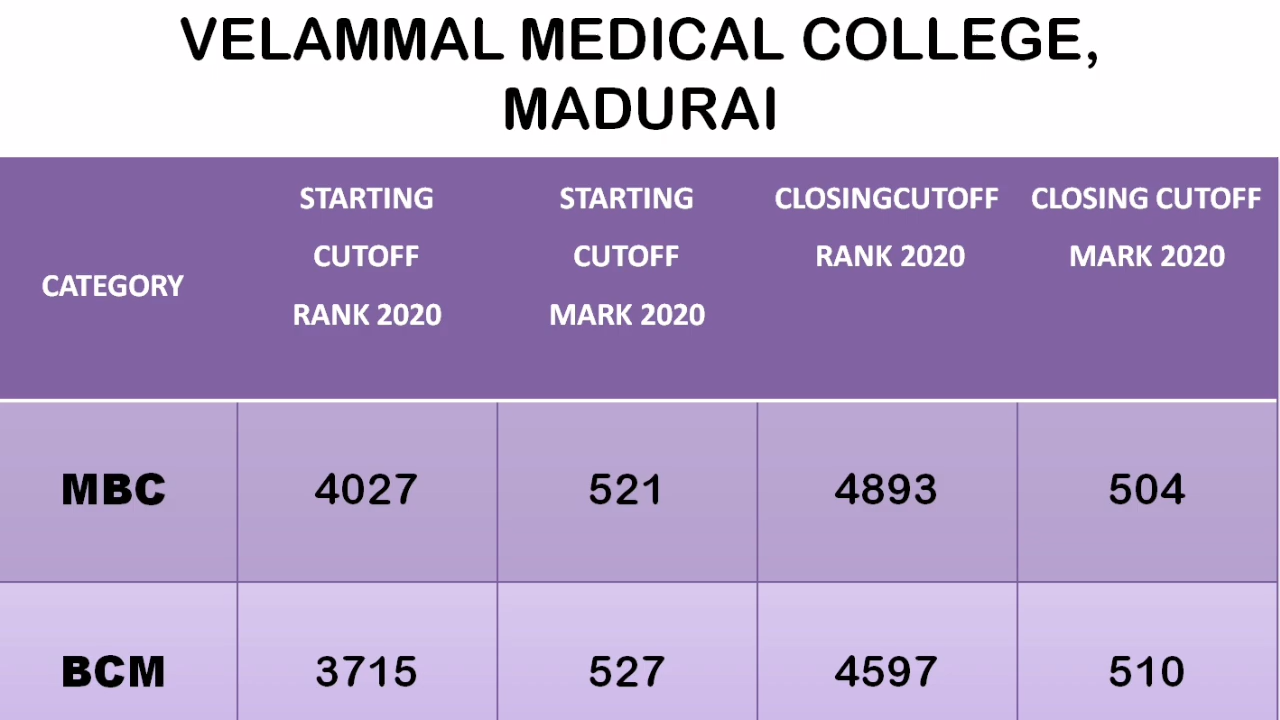 VELAMMAL MEDICAL COLLEGE,
MADURAI
CATEGORY
STARTING
CUTOFF
RANK 2020
STARTING
CUTOFF
MARK 2020
CLOSINGCUTOFF
RANK 2020
CLOSING CUTOFF
MARK 2020
MBC 4027 521 4893 504
BCM 3715 527 4597 510